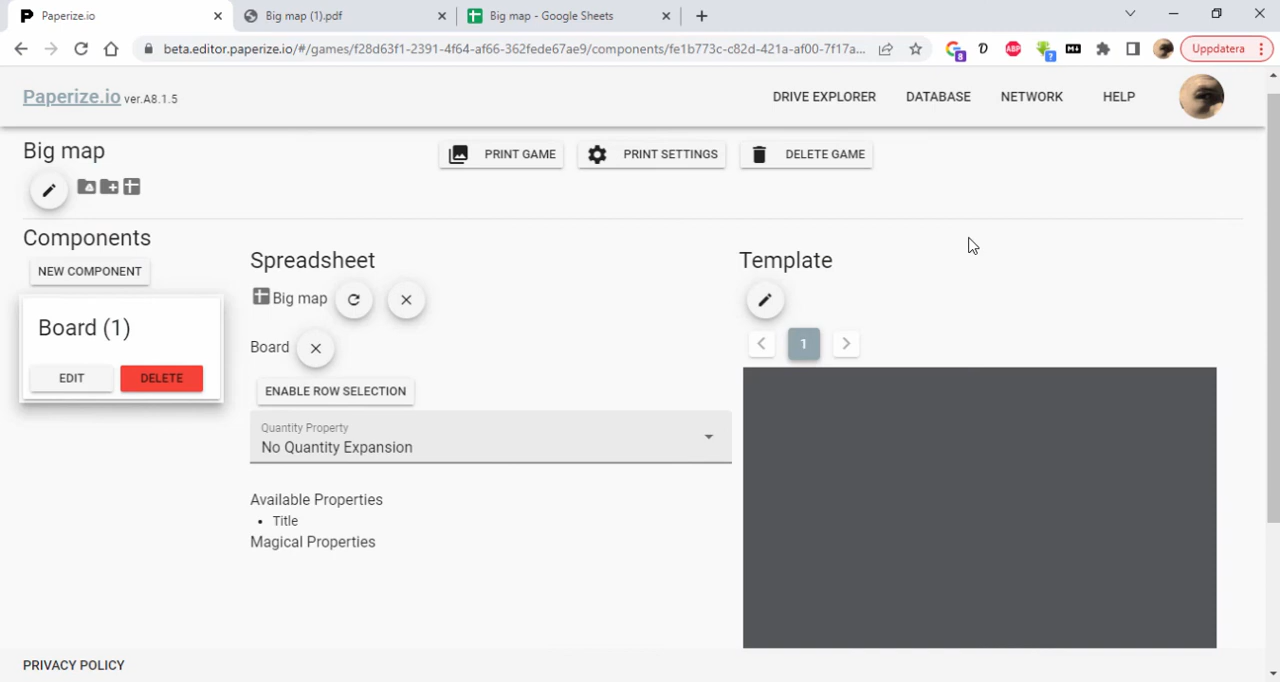 Paperize.io
Big map (1).pdf
Big map - Google Sheets
beta.editor.paperize.io/#/games/f28d63f1-2391-4f64-af66-362fede67ae9/components/fe1b773c-c82d-421a-af00-7f17a...
8
ABP
?
M
Uppdatera
Paperize.io ver.A8.1.5
DRIVE EXPLORER
DATABASE
NETWORK
HELP
Big map
PRINT GAME
PRINT SETTINGS
DELETE GAME
Components
NEW COMPONENT
Board (1)
EDIT
DELETE
Spreadsheet
Big map
Board
ENABLE ROW SELECTION
Quantity Property
No Quantity Expansion
Available Properties
• Title
Magical Properties
Template
1
PRIVACY POLICY